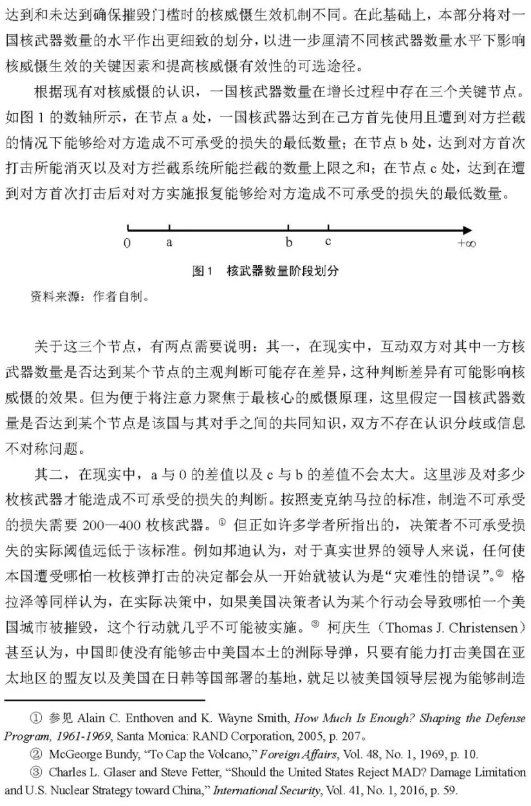 达到和未达到确保摧毁门槛时的核威慑生效机制不同。在此基础上，本部分将对一
国核武器数量的水平作出更细致的划分，以进一步厘清不同核武器数量水平下影响
核威慑生效的关键因素和提高核威慑有效性的可选途径。
根据现有对核威慑的认识，一国核武器数量在增长过程中存在三个关键节点。
如图 1 的数轴所示，在节点 a 处，一国核武器达到在己方首先使用且遭到对方拦截
的情况下能够给对方造成不可承受的损失的最低数量；在节点 b 处，达到对方首次
打击所能消灭以及对方拦截系统所能拦截的数量上限之和；在节点 c 处，达到在遭
到对方首次打击后对对方实施报复能够给对方造成不可承受的损失的最低数量。
0 a b c +∞
图 1 核武器数量阶段划分
资料来源：作者自制。
关于这三个节点，有两点需要说明：其一，在现实中，互动双方对其中一方核
武器数量是否达到某个节点的主观判断可能存在差异，这种判断差异有可能影响核
威慑的效果。但为便于将注意力聚焦于最核心的威慑原理，这里假定一国核武器数
量是否达到某个节点是该国与其对手之间的共同知识，双方不存在认识分歧或信息
不对称问题。
其二，在现实中，a 与 0 的差值以及 c 与 b 的差值不会太大。这里涉及对多少
枚核武器才能造成不可承受的损失的判断。按照麦克纳马拉的标准，制造不可承受
的损失需要 200—400 枚核武器。① 但正如许多学者所指出的，决策者不可承受损
失的实际阈值远低于该标准。例如邦迪认为，对于真实世界的领导人来说，任何使
本国遭受哪怕一枚核弹打击的决定都会从一开始就被认为是“灾难性的错误”。② 格
拉泽等同样认为，在实际决策中，如果美国决策者认为某个行动会导致哪怕一个美
国城市被摧毁，这个行动就几乎不可能被实施。③ 柯庆生（Thomas J. Christensen）
甚至认为，中国即使没有能够击中美国本土的洲际导弹，只要有能力打击美国在亚
太地区的盟友以及美国在日韩等国部署的基地，就足以被美国领导层视为能够制造
① 参见 Alain C. Enthoven and K. Wayne Smith, How Much Is Enough? Shaping the Defense
Program, 1961-1969, Santa Monica: RAND Corporation, 2005, p. 207。
② McGeorge Bundy, “To Cap the Volcano,” Foreign Affairs, Vol. 48, No. 1, 1969, p. 10.
③ Charles L. Glaser and Steve Fetter, “Should the United States Reject MAD? Damage Limitation
and U.S. Nuclear Strategy toward China,” International Security, Vol. 41, No. 1, 2016, p. 59.